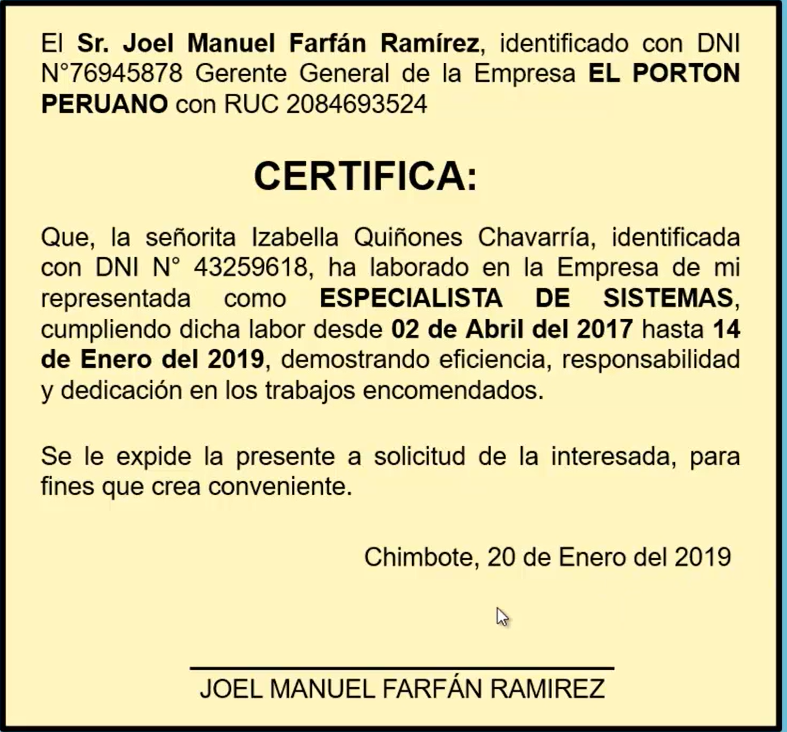 El Sr. Joel Manuel Farfán Ramírez, identificado con DNI
N°76945878 Gerente General de la Empresa EL PORTON
PERUANO con RUC 2084693524
CERTIFICA:
Que, la señorita Izabella Quiñones Chavarría, identificada
con DNI N° 43259618, ha laborado en la Empresa de mi
representada como ESPECIALISTA DE SISTEMAS,
cumpliendo dicha labor desde 02 de Abril del 2017 hasta 14
de Enero del 2019, demostrando eficiencia, responsabilidad
y dedicación en los trabajos encomendados.
Se le expide la presente a solicitud de la interesada, para
fines que crea conveniente.
Chimbote, 20 de Enero del 2019
JOEL MANUEL FARFÁN RAMIREZ